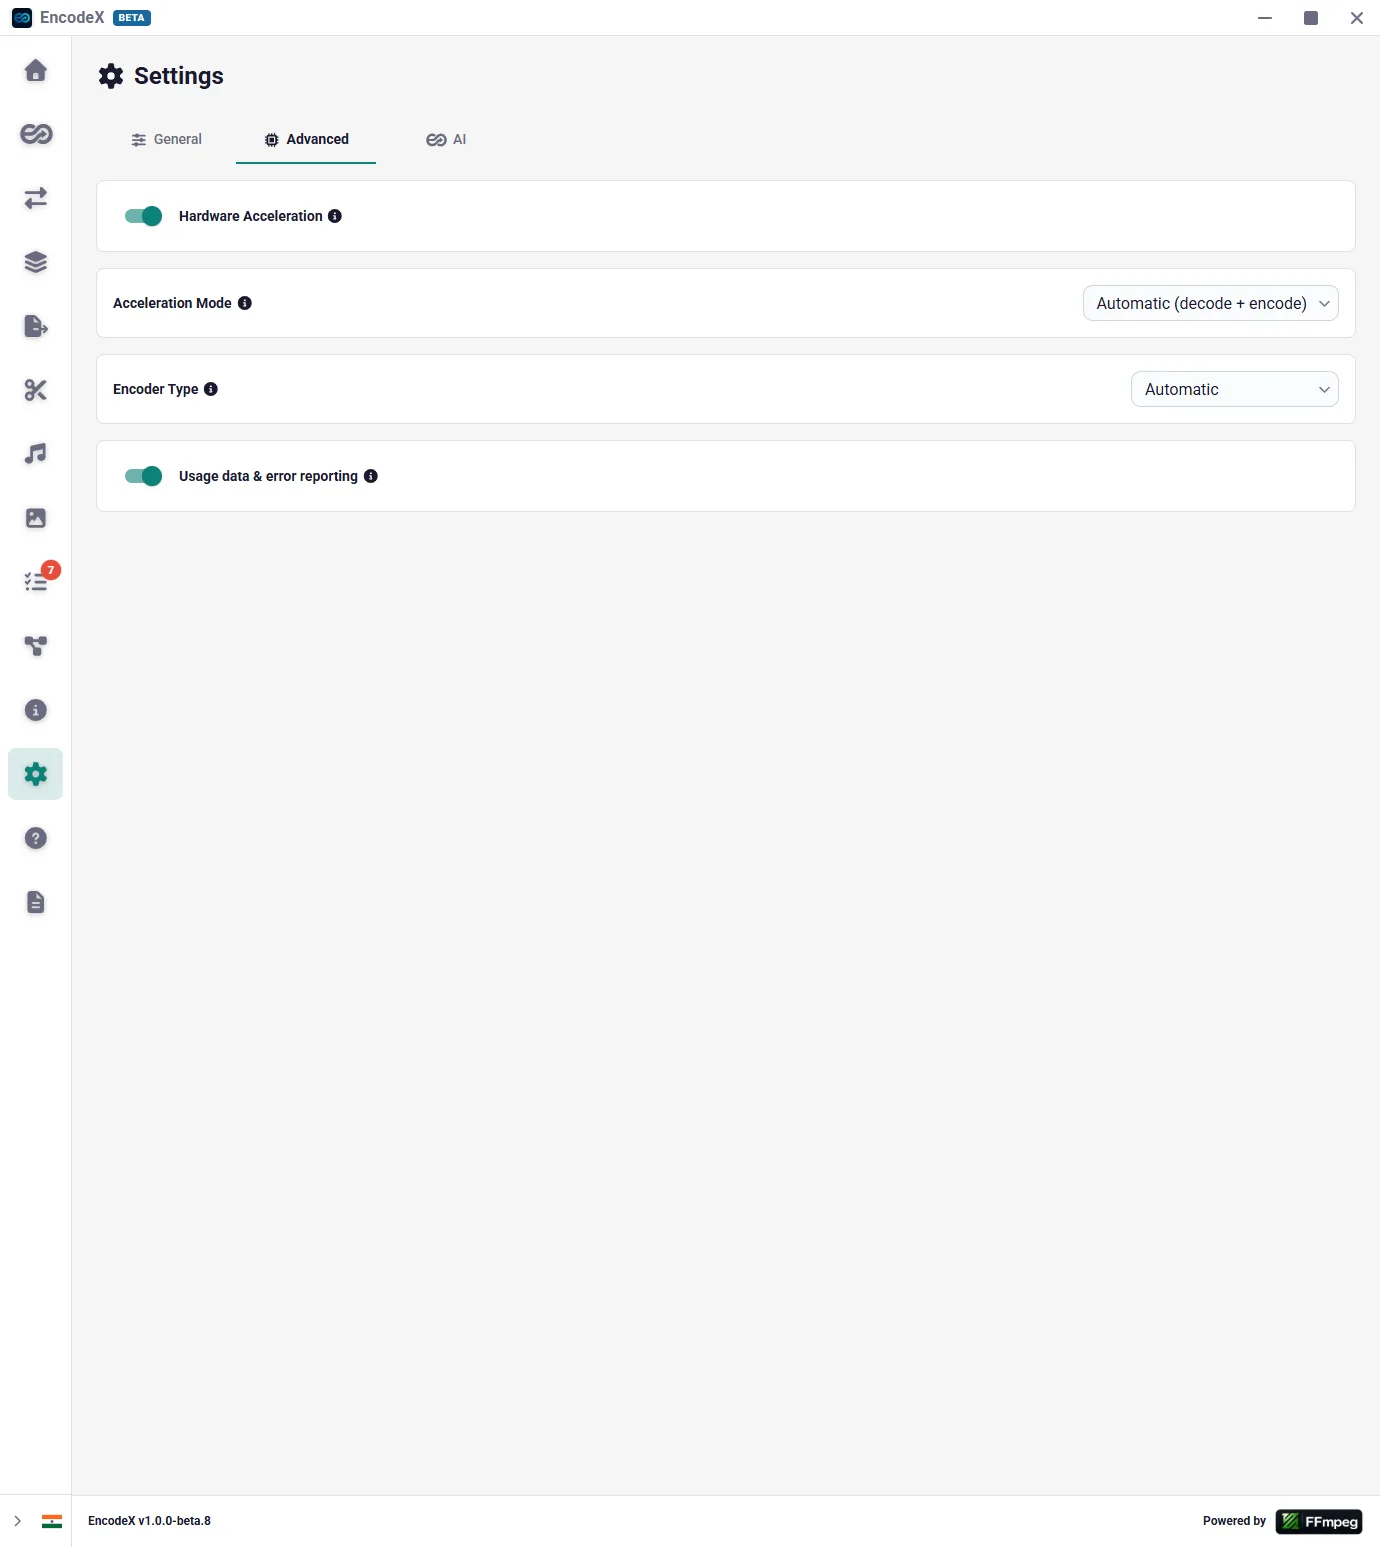 EncodeX BETA
Settings
General
Advanced
AI
Hardware Acceleration
Acceleration Mode
Automatic (decode + encode)
Encoder Type
Automatic
Usage data & error reporting
7
EncodeX v1.0.0-beta.8
Powered by FFmpeg